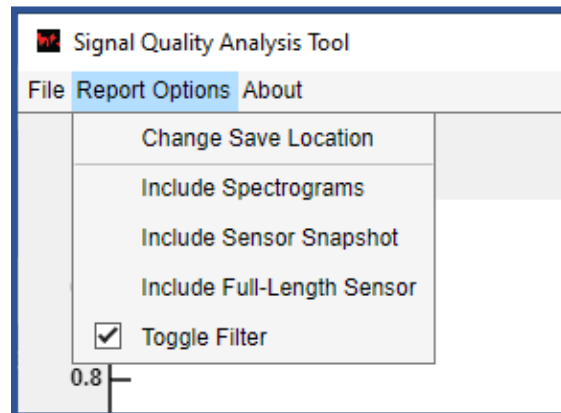 Signal Quality Analysis Tool
File Report Options About
Change Save Location
Include Spectrograms
Include Sensor Snapshot
Include Full-Length Sensor
Toggle Filter
0.8